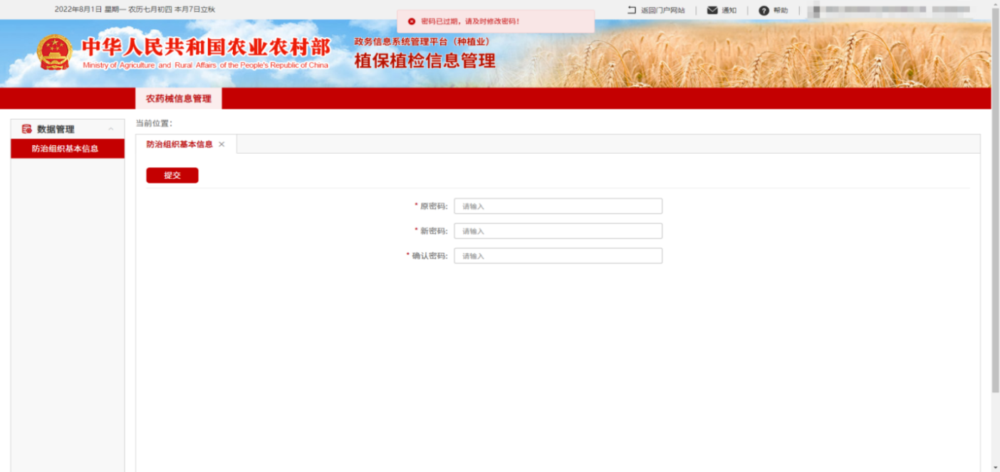 2022年8月1日 星期一 农历七月初四 本月7日立秋
返回门户网站 通知 帮助
密码已过期，请及时修改密码！
中华人民共和国农业农村部
Ministry of Agriculture and Rural Affairs of the People's Republic of China
政务信息系统管理平台（种植业）
植保植检信息管理
农药械信息管理
数据管理
防治组织基本信息
当前位置：
防治组织基本信息
提交
* 原密码: 请输入
* 新密码: 请输入
* 确认密码: 请输入